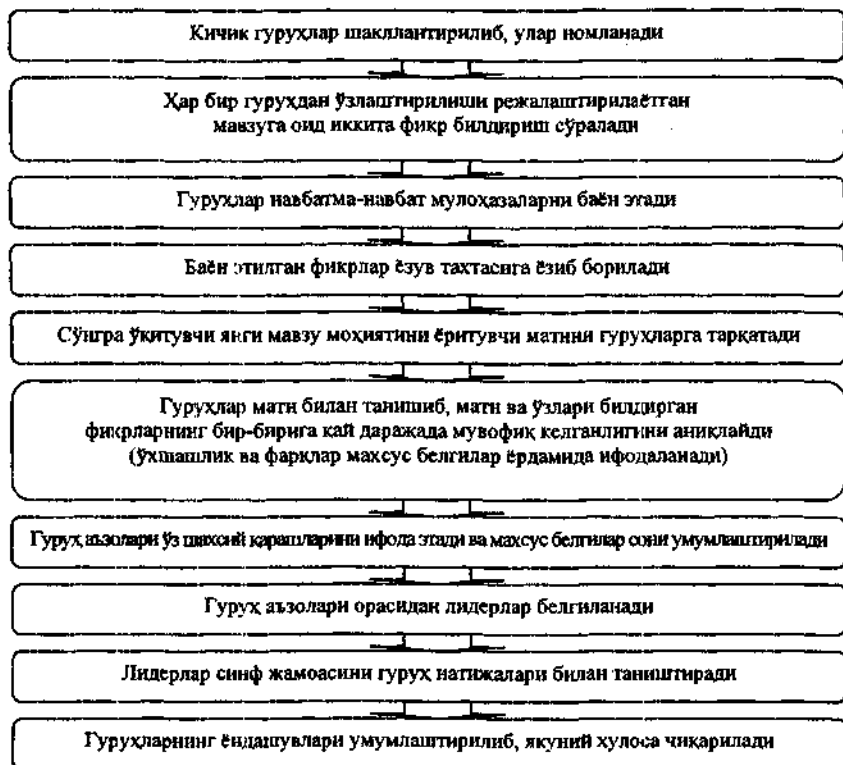 Кичик гуруҳлар шакллантирилиб, улар номланади
Ҳар бир гуруҳдан ўзлаштирилиши режалаштирилаётган
мавзуга оид иккита фикр билдириш сўралади
Гуруҳлар навбатма-навбат мулоҳазаларни баён этади
Баён этилган фикрлар ёзув тахтасига ёзиб борилади
Сўнгра ўқитувчи янги мавзу моҳиятини ёритувчи матнни гуруҳларга тарқатади
Гуруҳлар матн билан танишиб, матн ва ўзлари билдирган
фикрларнинг бир-бирига қай даражада мувофиқ келганлигини аниқлайди
(ўхшашлик ва фарқлар махсус белгилар ёрдамида ифодаланади)
Гуруҳ аъзолари ўз шахсий қарашларини ифода этади ва махсус белгилар сони умумлаштирилади
Гуруҳ аъзолари орасидан лидерлар белгиланади
Лидерлар синф жамоасини гуруҳ натижалари билан таништиради
Гуруҳларнинг ёндашувлари умумлаштирилиб, якуний хулоса чиқарилади